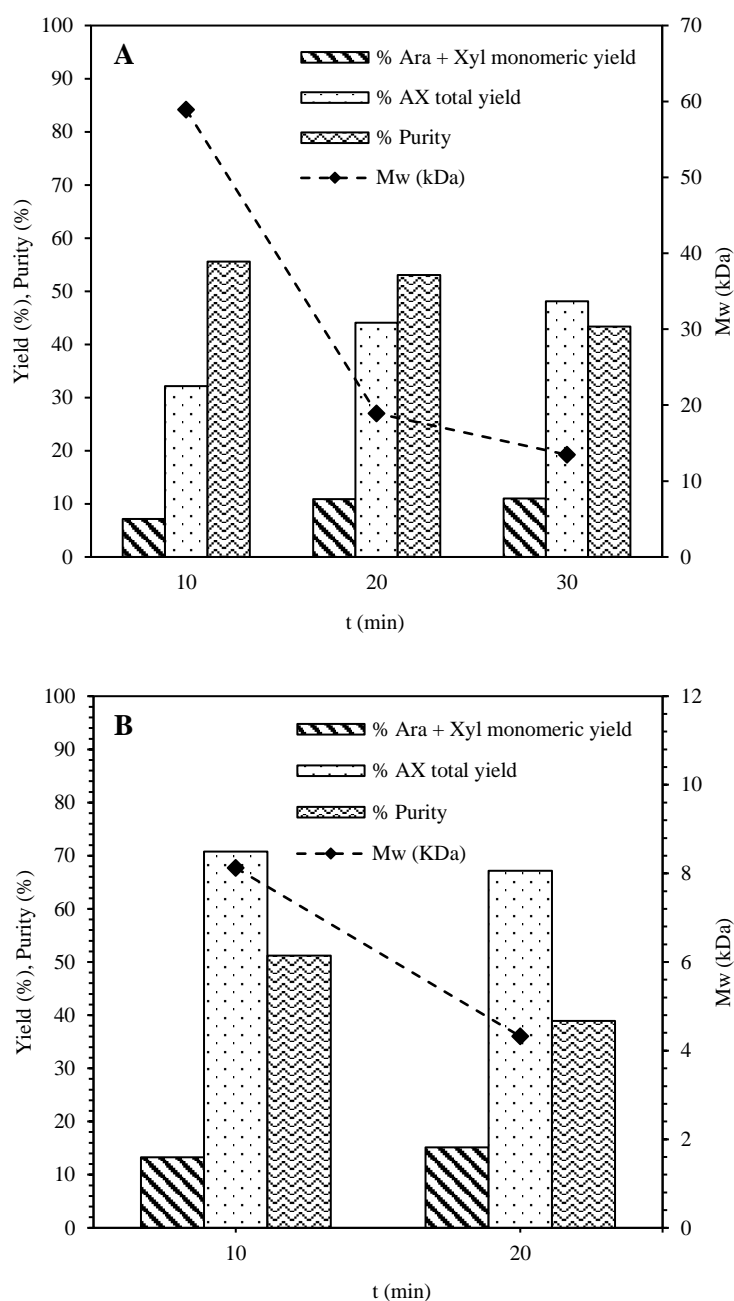 A
% Ara + Xyl monomeric yield
% AX total yield
% Purity
Mw (kDa)
Yield (%), Purity (%)
100
90
80
70
60
50
40
30
20
10
0
Mw (kDa)
70
60
50
40
30
20
10
0
10 20 30
t (min)
B
% Ara + Xyl monomeric yield
% AX total yield
% Purity
Mw (KDa)
Yield (%), Purity (%)
100
90
80
70
60
50
40
30
20
10
0
Mw (kDa)
12
10
8
6
4
2
0
10 20
t (min)